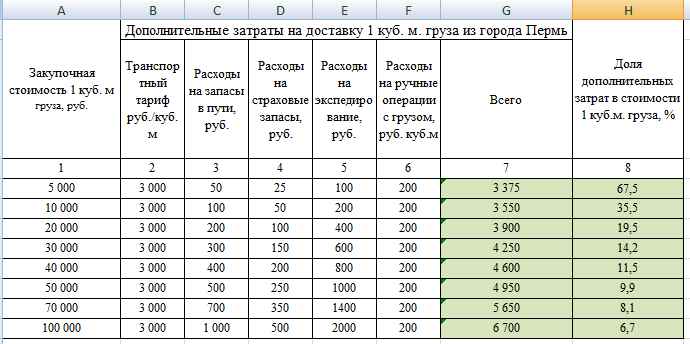 A B C D E F G H
Дополнительные затраты на доставку 1 куб. м. груза из города Пермь
Закупочная
стоимость 1 куб. м
груза, руб.
Транспор
тный
тариф
руб./куб.
м
Расходы
на запасы
в пути,
руб.
Расходы
на
страховые
запасы,
руб.
Расходы
на
экспедиро
вание,
руб.
Расходы
на ручные
операции
с грузом,
руб. куб.м
Всего
Доля
дополнительных
затрат в стоимости
1 куб.м. груза, %
1 2 3 4 5 6 7 8
5 000 3 000 50 25 100 200 3 375 67,5
10 000 3 000 100 50 200 200 3 550 35,5
20 000 3 000 200 100 400 200 3 900 19,5
30 000 3 000 300 150 600 200 4 250 14,2
40 000 3 000 400 200 800 200 4 600 11,5
50 000 3 000 500 250 1000 200 4 950 9,9
70 000 3 000 700 350 1400 200 5 650 8,1
100 000 3 000 1 000 500 2000 200 6 700 6,7